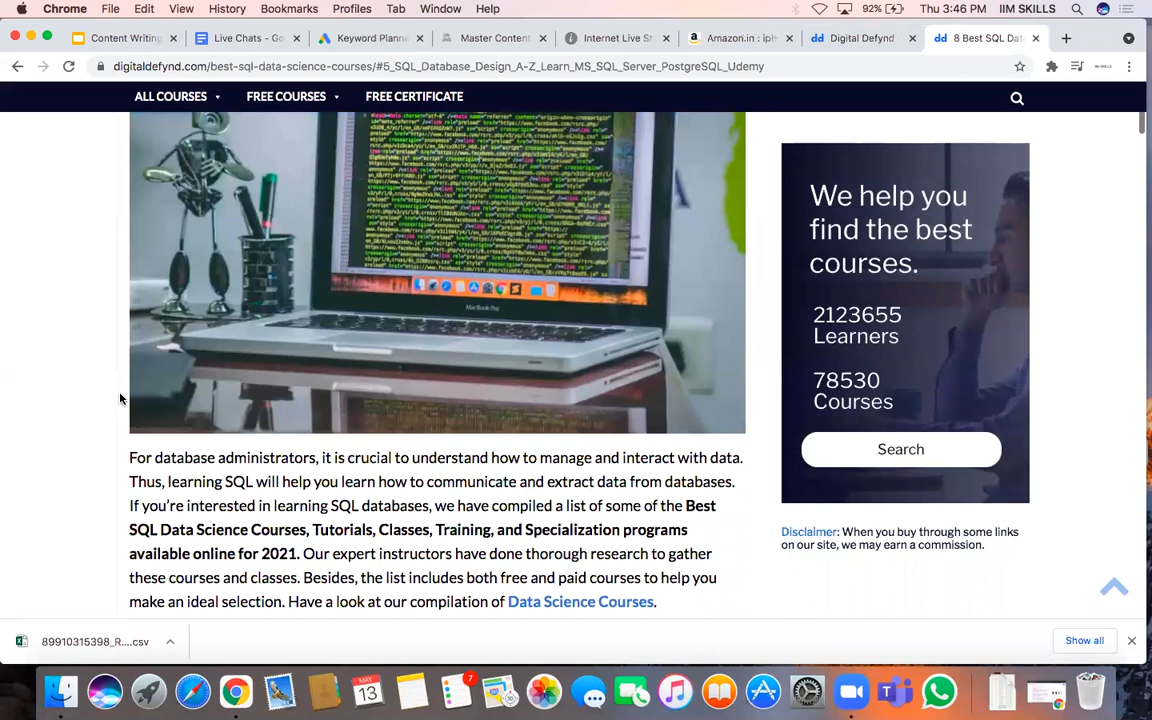 Chrome File Edit View History Bookmarks Profiles Tab Window Help 92% Thu 3:46 PM IIM SKILLS
Content Writing Live Chats - Go Keyword Planne Master Content Internet Live St Amazon.in : iph Digital Defynd 8 Best SQL Dat
digitaldefynd.com/best-sql-data-science-courses/#5_SQL_Database_Design_A-Z_Learn_MS_SQL_Server_PostgreSQL_Udemy
ALL COURSES FREE COURSES FREE CERTIFICATE
MacBook Pro
We help you
find the best
courses.
2123655
Learners
78530
Courses
Search
Disclaimer: When you buy through some links
on our site, we may earn a commission.
For database administrators, it is crucial to understand how to manage and interact with data.
Thus, learning SQL will help you learn how to communicate and extract data from databases.
If you're interested in learning SQL databases, we have compiled a list of some of the Best
SQL Data Science Courses, Tutorials, Classes, Training, and Specialization programs
available online for 2021. Our expert instructors have done thorough research to gather
these courses and classes. Besides, the list includes both free and paid courses to help you
make an ideal selection. Have a look at our compilation of Data Science Courses.
89910315398_R....csv Show all
MAY 13 7